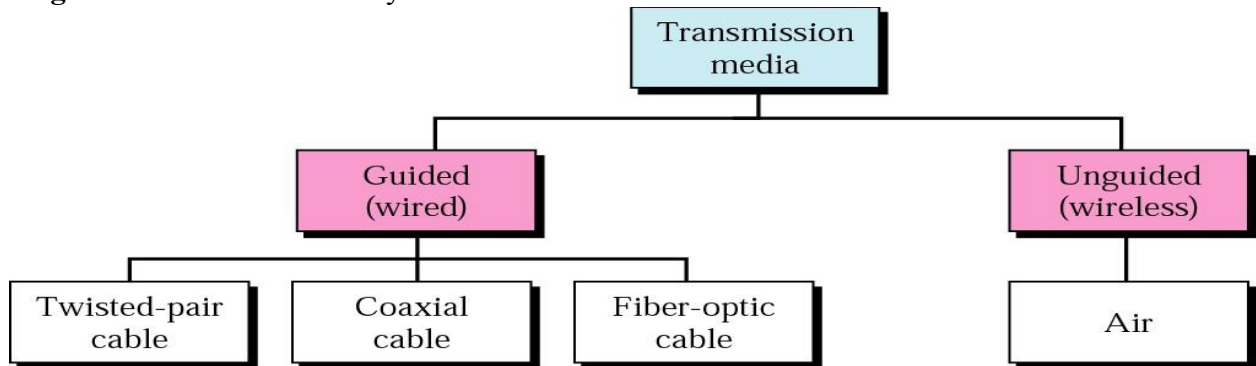 Transmission
media
Guided
(wired)
Unguided
(wireless)
Twisted-pair
cable
Coaxial
cable
Fiber-optic
cable
Air